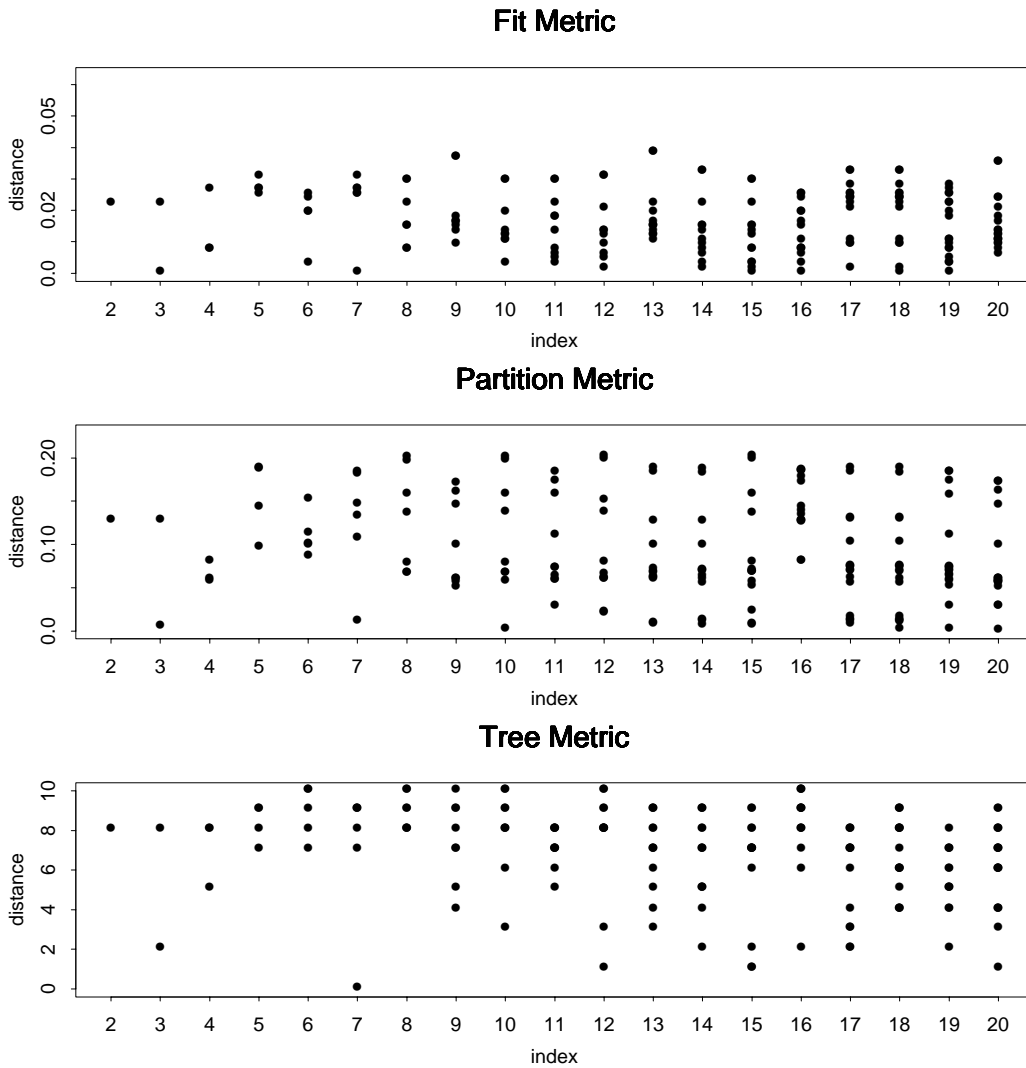 Fit Metric
0.05
0.02
0.0
distance
2 3 4 5 6 7 8 9 10 11 12 13 14 15 16 17 18 19 20
index
Partition Metric
0.20
0.10
0.0
distance
2 3 4 5 6 7 8 9 10 11 12 13 14 15 16 17 18 19 20
index
Tree Metric
10
8
6
4
2
0
distance
2 3 4 5 6 7 8 9 10 11 12 13 14 15 16 17 18 19 20
index